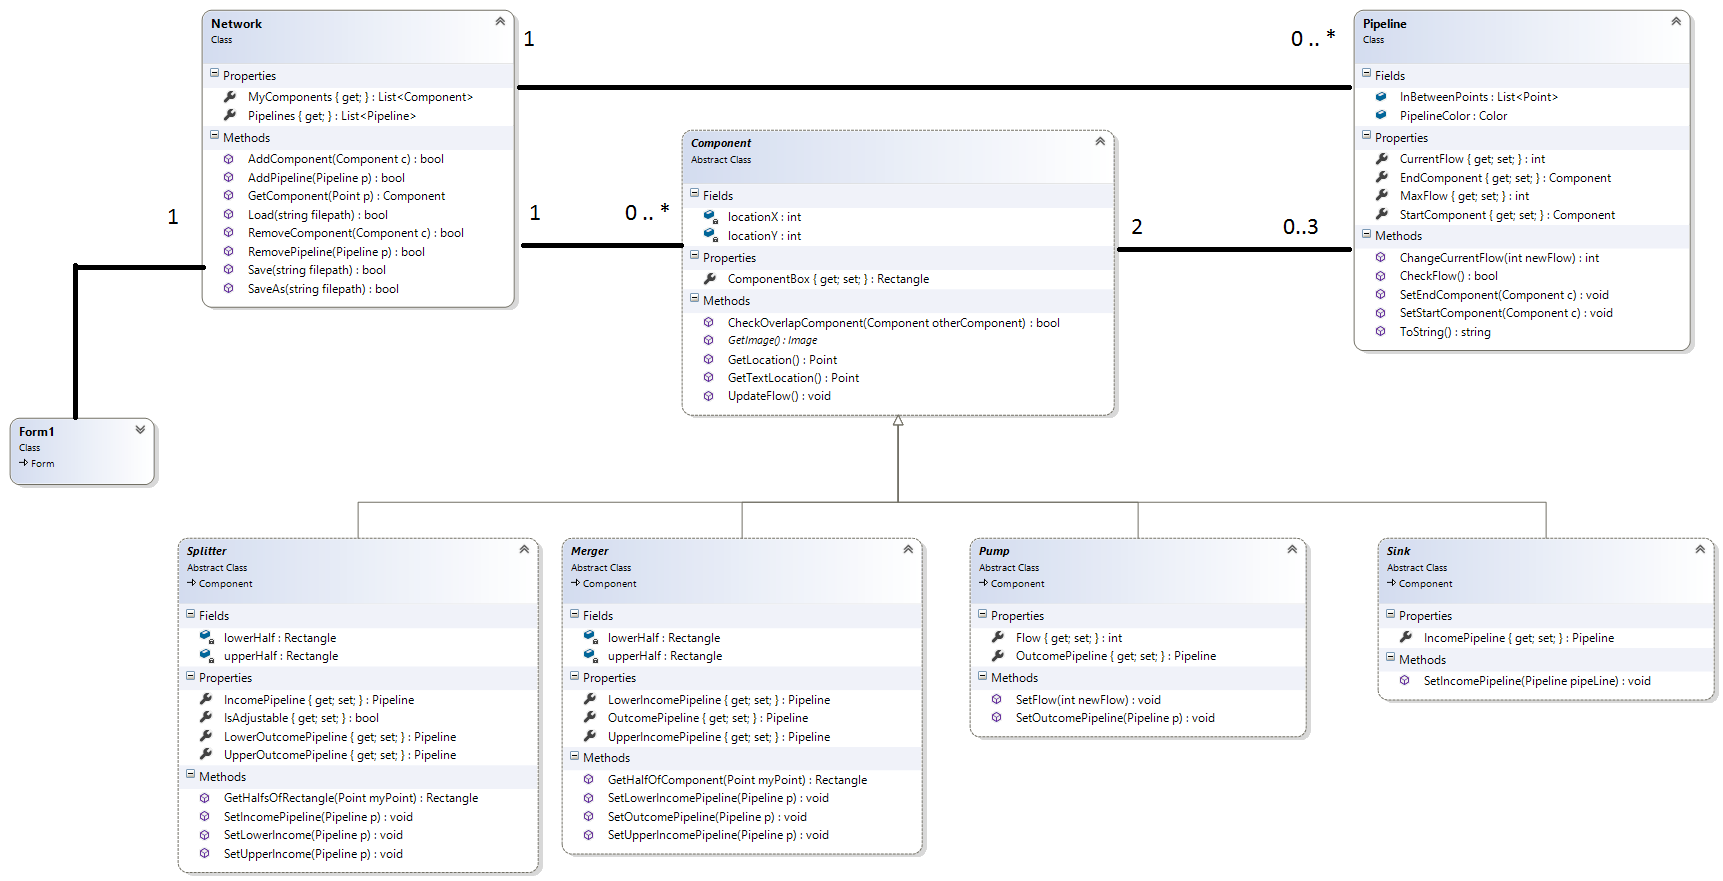 Network
Class
Properties
MyComponents { get; } : List<Component>
Pipelines { get; } : List<Pipeline>
Methods
AddComponent(Component c) : bool
AddPipeline(Pipeline p) : bool
GetComponent(Point p) : Component
Load(string filepath) : bool
RemoveComponent(Component c) : bool
RemovePipeline(Pipeline p) : bool
Save(string filepath) : bool
SaveAs(string filepath) : bool
1
0 .. *
Pipeline
Class
Fields
InBetweenPoints : List<Point>
PipelineColor : Color
Properties
CurrentFlow { get; set; } : int
EndComponent { get; set; } : Component
MaxFlow { get; set; } : int
StartComponent { get; set; } : Component
Methods
ChangeCurrentFlow(int newFlow) : int
CheckFlow() : bool
SetEndComponent(Component c) : void
SetStartComponent(Component c) : void
ToString() : string
1
0 .. *
Component
Abstract Class
Fields
locationX : int
locationY : int
Properties
ComponentBox { get; set; } : Rectangle
Methods
CheckOverlapComponent(Component otherComponent) : bool
GetImage() : Image
GetLocation() : Point
GetTextLocation() : Point
UpdateFlow() : void
2
0..3
1
Form1
Class
Form
Splitter
Abstract Class
Component
Fields
lowerHalf : Rectangle
upperHalf : Rectangle
Properties
IncomePipeline { get; set; } : Pipeline
IsAdjustable { get; set; } : bool
LowerOutcomePipeline { get; set; } : Pipeline
UpperOutcomePipeline { get; set; } : Pipeline
Methods
GetHalfsOfRectangle(Point myPoint) : Rectangle
SetIncomePipeline(Pipeline p) : void
SetLowerIncome(Pipeline p) : void
SetUpperIncome(Pipeline p) : void
Merger
Abstract Class
Component
Fields
lowerHalf : Rectangle
upperHalf : Rectangle
Properties
LowerIncomePipeline { get; set; } : Pipeline
OutcomePipeline { get; set; } : Pipeline
UpperIncomePipeline { get; set; } : Pipeline
Methods
GetHalfOfComponent(Point myPoint) : Rectangle
SetLowerIncomePipeline(Pipeline p) : void
SetOutcomePipeline(Pipeline p) : void
SetUpperIncomePipeline(Pipeline p) : void
Pump
Abstract Class
Component
Properties
Flow { get; set; } : int
OutcomePipeline { get; set; } : Pipeline
Methods
SetFlow(int newFlow) : void
SetOutcomePipeline(Pipeline p) : void
Sink
Abstract Class
Component
Properties
IncomePipeline { get; set; } : Pipeline
Methods
SetIncomePipeline(Pipeline pipeLine) : void